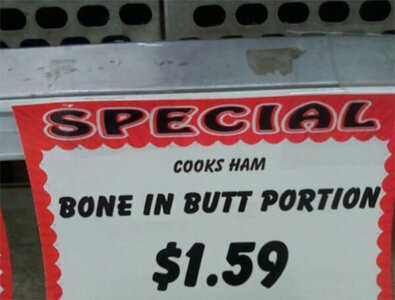 SPECIAL
COOKS HAM
BONE IN BUTT PORTION
$1.59